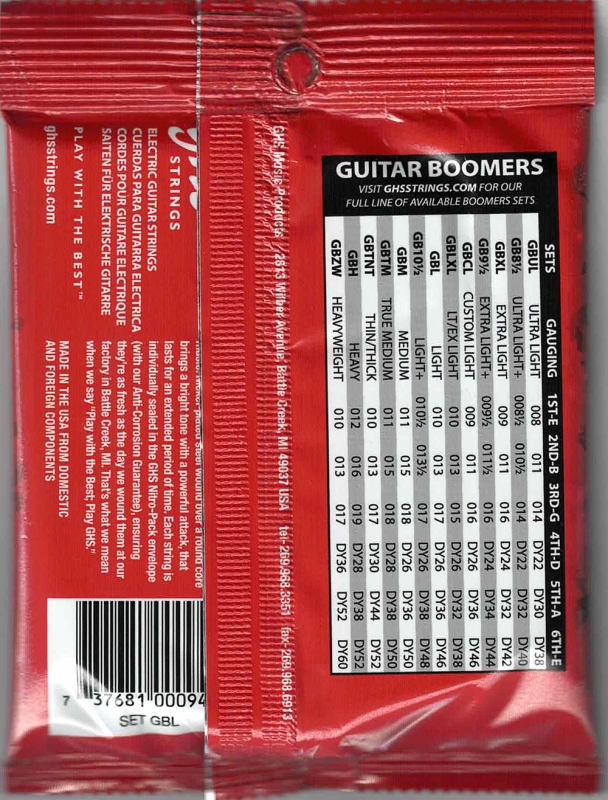 GUITAR BOOMERS
VISIT GHSSTRINGS.COM FOR OUR
FULL LINE OF AVAILABLE BOOMERS SETS
SETS GAUGING 1ST-E 2ND-B 3RD-G 4TH-D 5TH-A 6TH-E
GBUL ULTRA LIGHT 008 011 014 DY22 DY30 DY38
GB8½ ULTRA LIGHT+ 008½ 010½ 014 DY22 DY32 DY40
GBXL EXTRA LIGHT 009 011 016 DY24 DY32 DY42
GB9½ EXTRA LIGHT+ 009½ 011½ 016 DY24 DY34 DY44
GBCL CUSTOM LIGHT 009 011 016 DY26 DY36 DY46
GBLXL LT/EX LIGHT 010 013 015 DY26 DY32 DY38
GBL LIGHT 010 013 017 DY26 DY36 DY46
GB10½ LIGHT+ 010½ 013½ 017 DY26 DY38 DY48
GBM MEDIUM 011 015 018 DY26 DY36 DY50
GBTM TRUE MEDIUM 011 015 018 DY28 DY38 DY50
GBTNT THIN/THICK 010 013 017 DY30 DY44 DY52
GBH HEAVY 012 016 019 DY28 DY38 DY52
GBZW HEAVYWEIGHT 010 013 017 DY36 DY52 DY60
GHS Music Products / 2813 Wilber Avenue, Battle Creek, MI 49037 USA tel- 269.968.3351 fax- 269.968.6913
STRINGS
ELECTRIC GUITAR STRINGS
CUERDAS PARA GUITARRA ELECTRICA
CORDES POUR GUITARE ELECTRIQUE
SAITEN FUR ELEKTRISCHE GITARRE
PLAY WITH THE BEST™
ghsstrings.com
steel wound over a round core
brings a bright tone with a powerful attack, that
lasts for an extended period of time. Each string is
individually sealed in the GHS Nitro-Pack envelope
(with our Anti-Corrosion Guarantee), ensuring
they're as fresh as the day we wound them at our
factory in Battle Creek, MI. That's what we mean
when we say "Play with the Best; Play GHS."
MADE IN THE USA FROM DOMESTIC
AND FOREIGN COMPONENTS
7 37681 00094
SET GBL